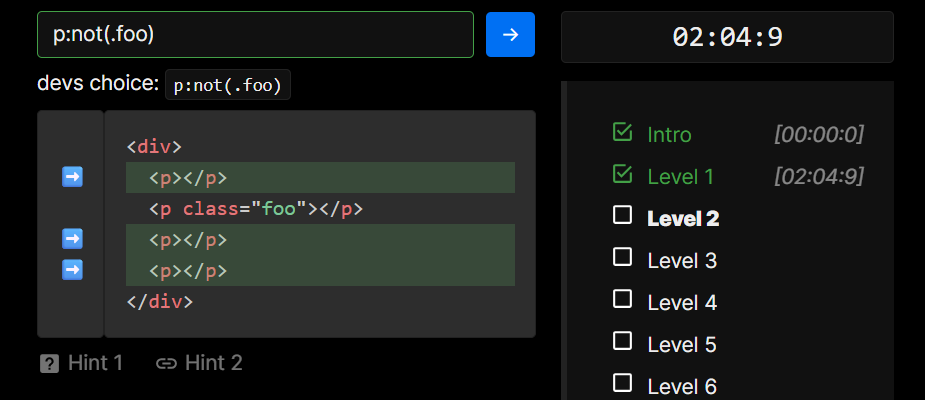 p:not(.foo)
02:04:9
devs choice: p:not(.foo)
<div>
<p></p>
<p class="foo"></p>
<p></p>
<p></p>
</div>
Hint 1
Hint 2
Intro [00:00:0]
Level 1 [02:04:9]
Level 2
Level 3
Level 4
Level 5
Level 6